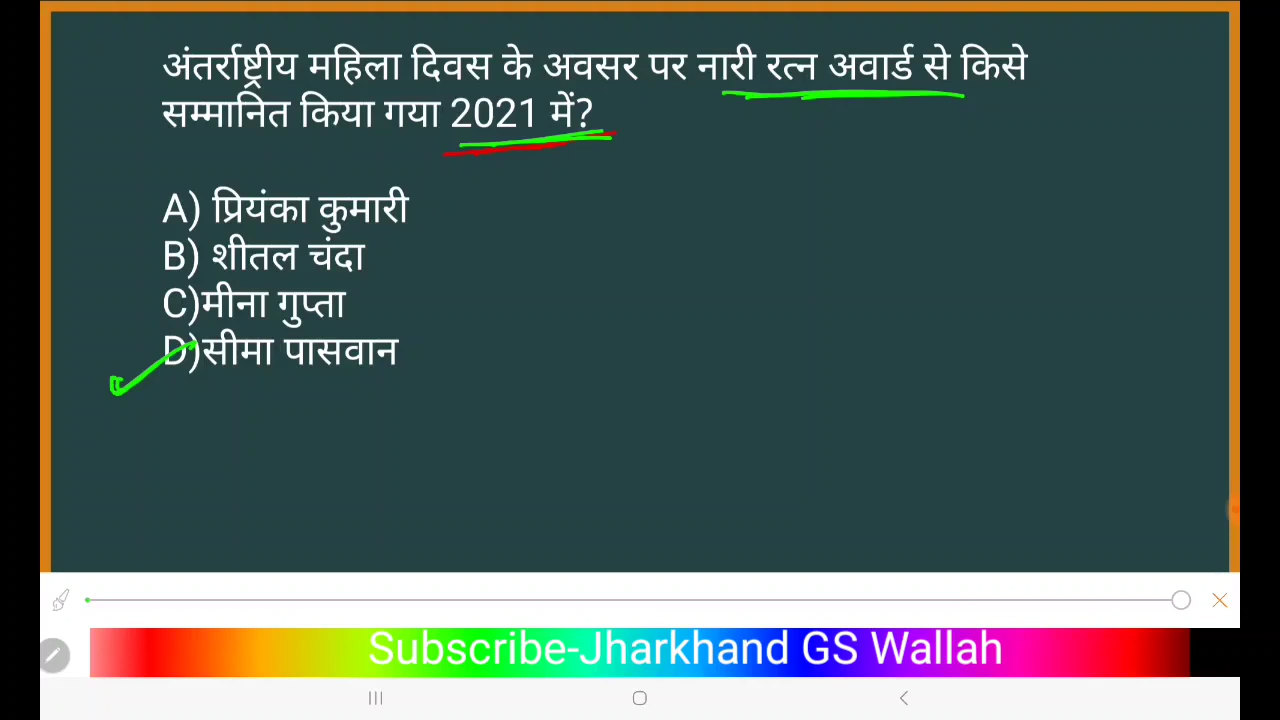 अंतर्राष्ट्रीय महिला दिवस के अवसर पर नारी रत्न अवार्ड से किसे
सम्मानित किया गया 2021 में?
A) प्रियंका कुमारी
B) शीतल चंदा
C)मीना गुप्ता
D)सीमा पासवान
Subscribe-Jharkhand GS Wallah